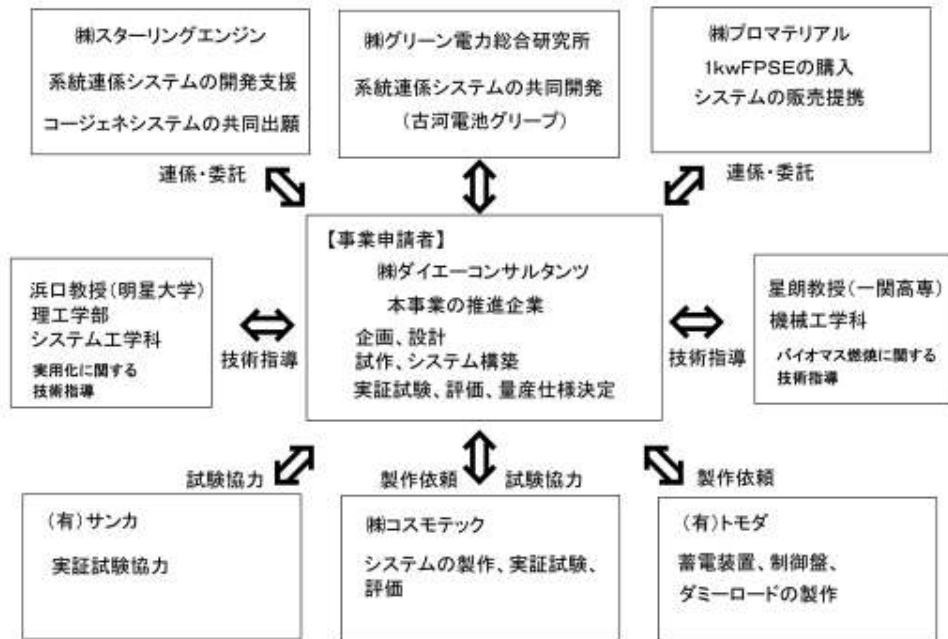 ㈱スターリングエンジン
系統連係システムの開発支援
コージェネシステムの共同出願
㈱グリーン電力総合研究所
系統連係システムの共同開発
(古河電池グリープ)
㈱プロマテリアル
1kwFPSEの購入
システムの販売提携
連係・委託
連係・委託
浜口教授(明星大学)
理工学部
システム工学科
実用化に関する
技術指導
技術指導
【事業申請者】
㈱ダイエーコンサルタンツ
本事業の推進企業
企画、設計
試作、システム構築
実証試験、評価、量産仕様決定
技術指導
星朗教授(一関高専)
機械工学科
バイオマス燃焼に関する
技術指導
試験協力
製作依頼
試験協力
製作依頼
(有)サンカ
実証試験協力
㈱コスモテック
システムの製作、実証試験、
評価
(有)トモダ
蓄電装置、制御盤、
ダミーロードの製作